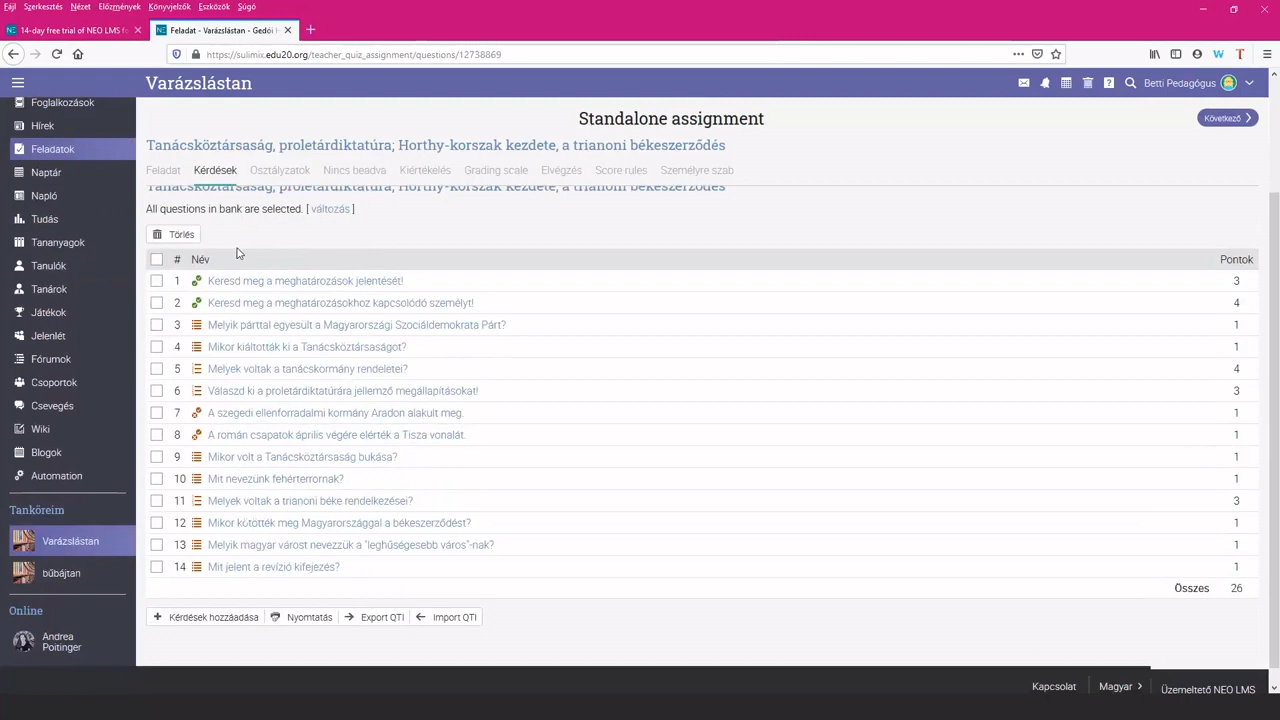 Fájl Szerkesztés Nézet Előzmények Könyvjelzők Eszközök Súgó
14-day free trial of NEO LMS fo
Feladat - Varázslástan - Gedői H
https://sulimix.edu20.org/teacher_quiz_assignment/questions/12738869
Varázslástan
Betti Pedagógus
Foglalkozások
Hírek
Feladatok
Naptár
Napló
Tudás
Tananyagok
Tanulók
Tanárok
Játékok
Jelenlét
Fórumok
Csoportok
Csevegés
Wiki
Blogok
Automation
Tanköreim
Varázslástan
bűbájtan
Online
Andrea
Poitinger
Standalone assignment
Következő
Tanácsköztársaság, proletárdiktatúra; Horthy-korszak kezdete, a trianoni békeszerződés
Feladat Kérdések Osztályzatok Nincs beadva Kiértékelés Grading scale Elvégzés Score rules Személyre szab
Tanácsköztársaság, proletárdiktatúra; Horthy-korszak kezdete, a trianoni békeszerződés
All questions in bank are selected. [ változás ]
Törlés
# Név Pontok
1 Keresd meg a meghatározások jelentését! 3
2 Keresd meg a meghatározásokhoz kapcsolódó személyt! 4
3 Melyik párttal egyesült a Magyarországi Szociáldemokrata Párt? 1
4 Mikor kiáltották ki a Tanácsköztársaságot? 1
5 Melyek voltak a tanácskormány rendeletei? 4
6 Válaszd ki a proletárdiktatúrára jellemző megállapításokat! 3
7 A szegedi ellenforradalmi kormány Aradon alakult meg. 1
8 A román csapatok április végére elérték a Tisza vonalát. 1
9 Mikor volt a Tanácsköztársaság bukása? 1
10 Mit nevezünk fehérterrornak? 1
11 Melyek voltak a trianoni béke rendelkezései? 3
12 Mikor kötötték meg Magyarországgal a békeszerződést? 1
13 Melyik magyar várost nevezzük a "leghűségesebb város"-nak? 1
14 Mit jelent a revízió kifejezés? 1
Összes 26
Kérdések hozzáadása Nyomtatás Export QTI Import QTI
Kapcsolat Magyar Üzemeltető NEO LMS